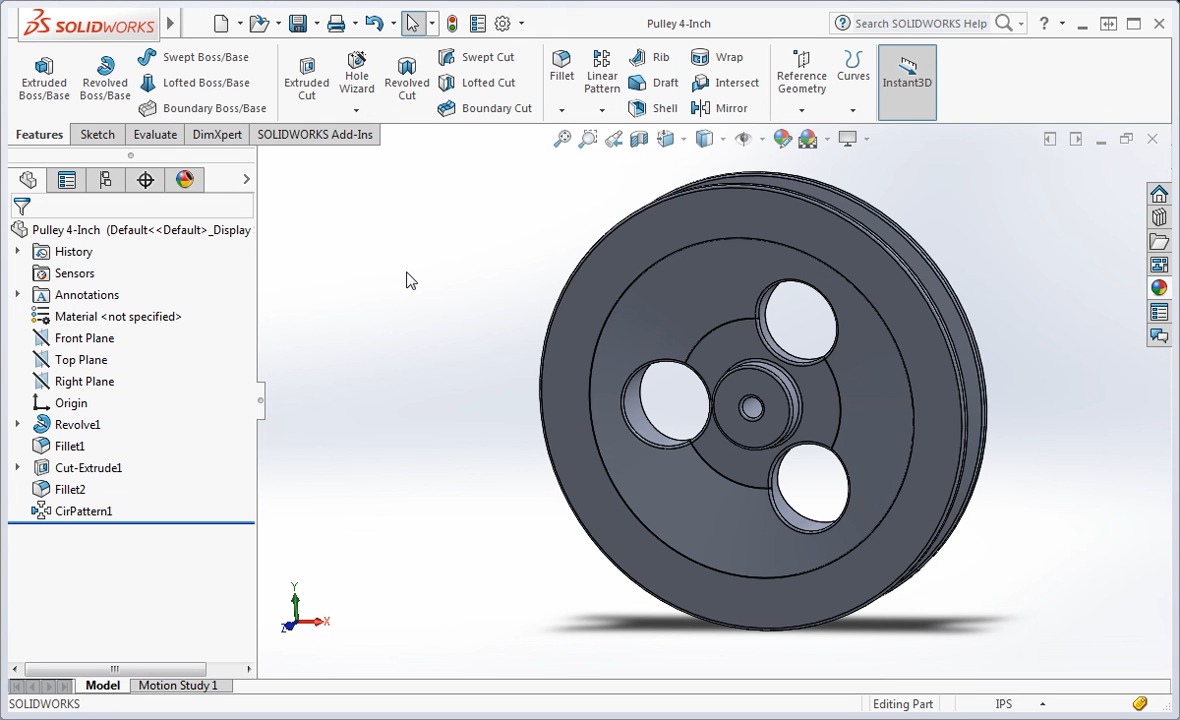 SOLIDWORKS
Pulley 4-Inch
Search SOLIDWORKS Help
?
Extruded Boss/Base
Revolved Boss/Base
Swept Boss/Base
Lofted Boss/Base
Boundary Boss/Base
Extruded Cut
Hole Wizard
Revolved Cut
Swept Cut
Lofted Cut
Boundary Cut
Fillet
Linear Pattern
Rib
Draft
Shell
Wrap
Intersect
Mirror
Reference Geometry
Curves
Instant3D
Features
Sketch
Evaluate
DimXpert
SOLIDWORKS Add-Ins
Pulley 4-Inch (Default<<Default>_Display
History
Sensors
Annotations
Material <not specified>
Front Plane
Top Plane
Right Plane
Origin
Revolve1
Fillet1
Cut-Extrude1
Fillet2
CirPattern1
Y
X
Z
Model
Motion Study 1
SOLIDWORKS
Editing Part
IPS